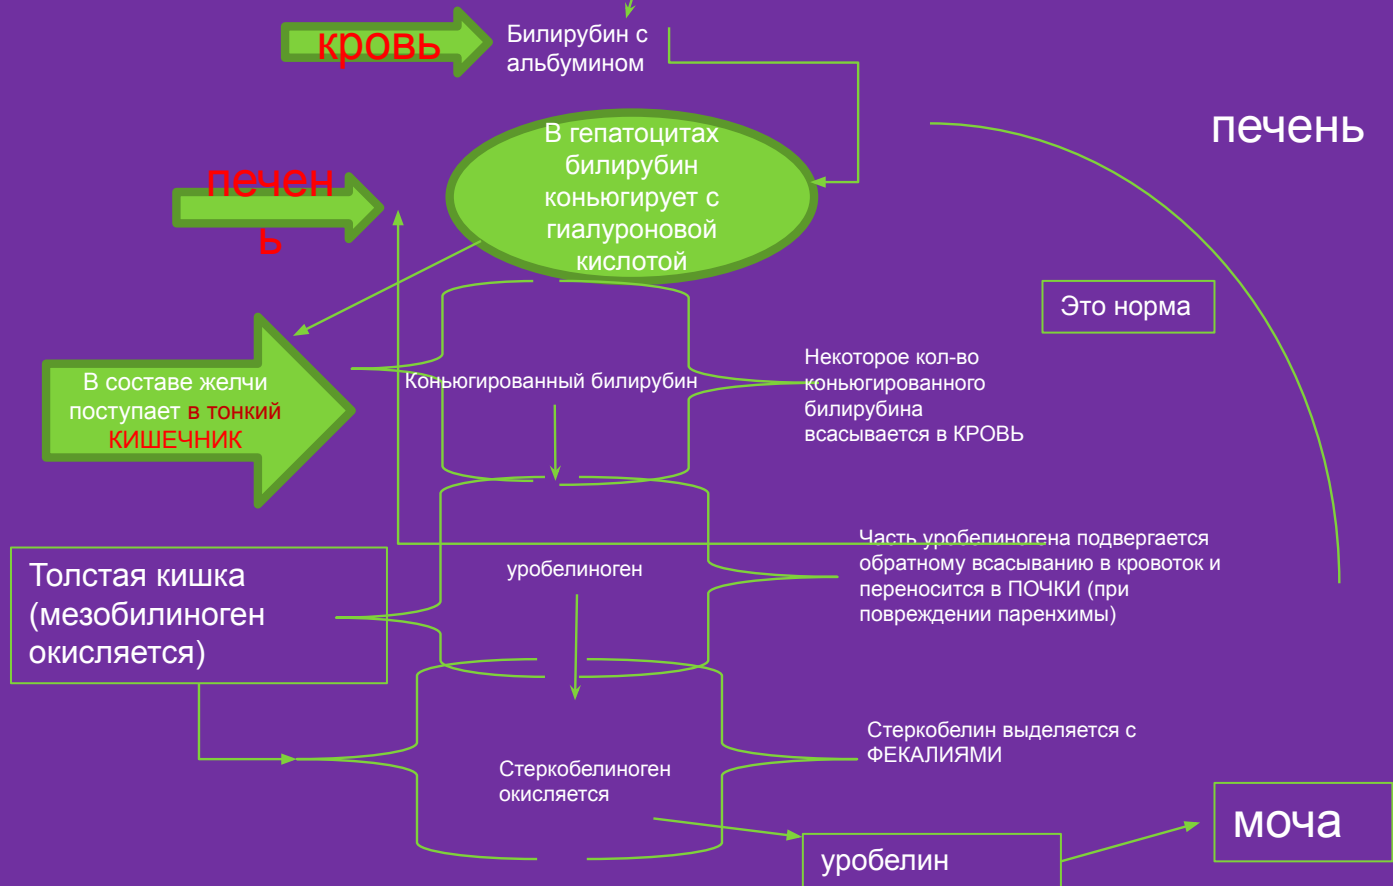 кровь
Билирубин с
альбумином
печень
В гепатоцитах
билирубин
коньюгирует с
гиалуроновой
кислотой
печен
ь
Это норма
В составе желчи
поступает в тонкий
КИШЕЧНИК
Коньюгированный билирубин
Некоторое кол-во
коньюгированного
билирубина
всасывается в КРОВЬ
Толстая кишка
(мезобилиноген
окисляется)
уробелиноген
Часть уробелиногена подвергается
обратному всасыванию в кровоток и
переносится в ПОЧКИ (при
повреждении паренхимы)
Стеркобелиноген
окисляется
Стеркобелин выделяется с
ФЕКАЛИЯМИ
уробелин
моча